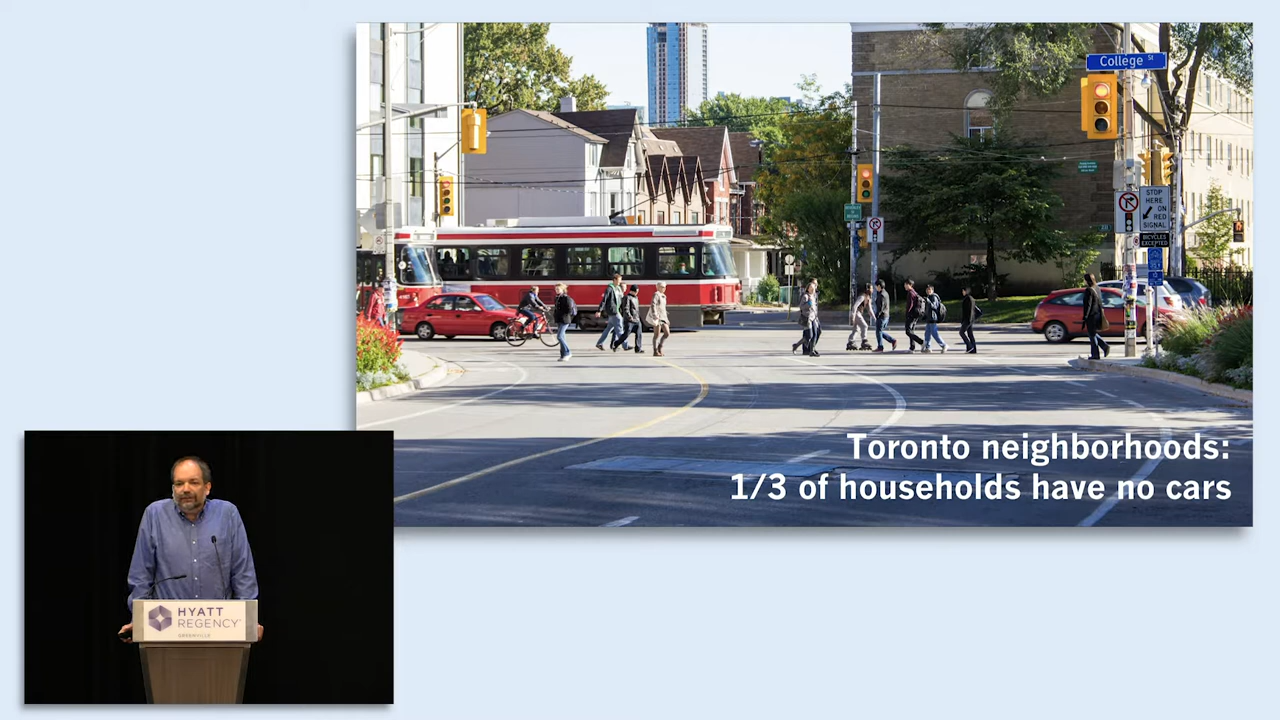 College St
STOP
HERE
ON
RED
SIGNAL
BICYCLES
EXCEPTED
Toronto neighborhoods:
1/3 of households have no cars
HYATT
REGENCY
GREENVILLE